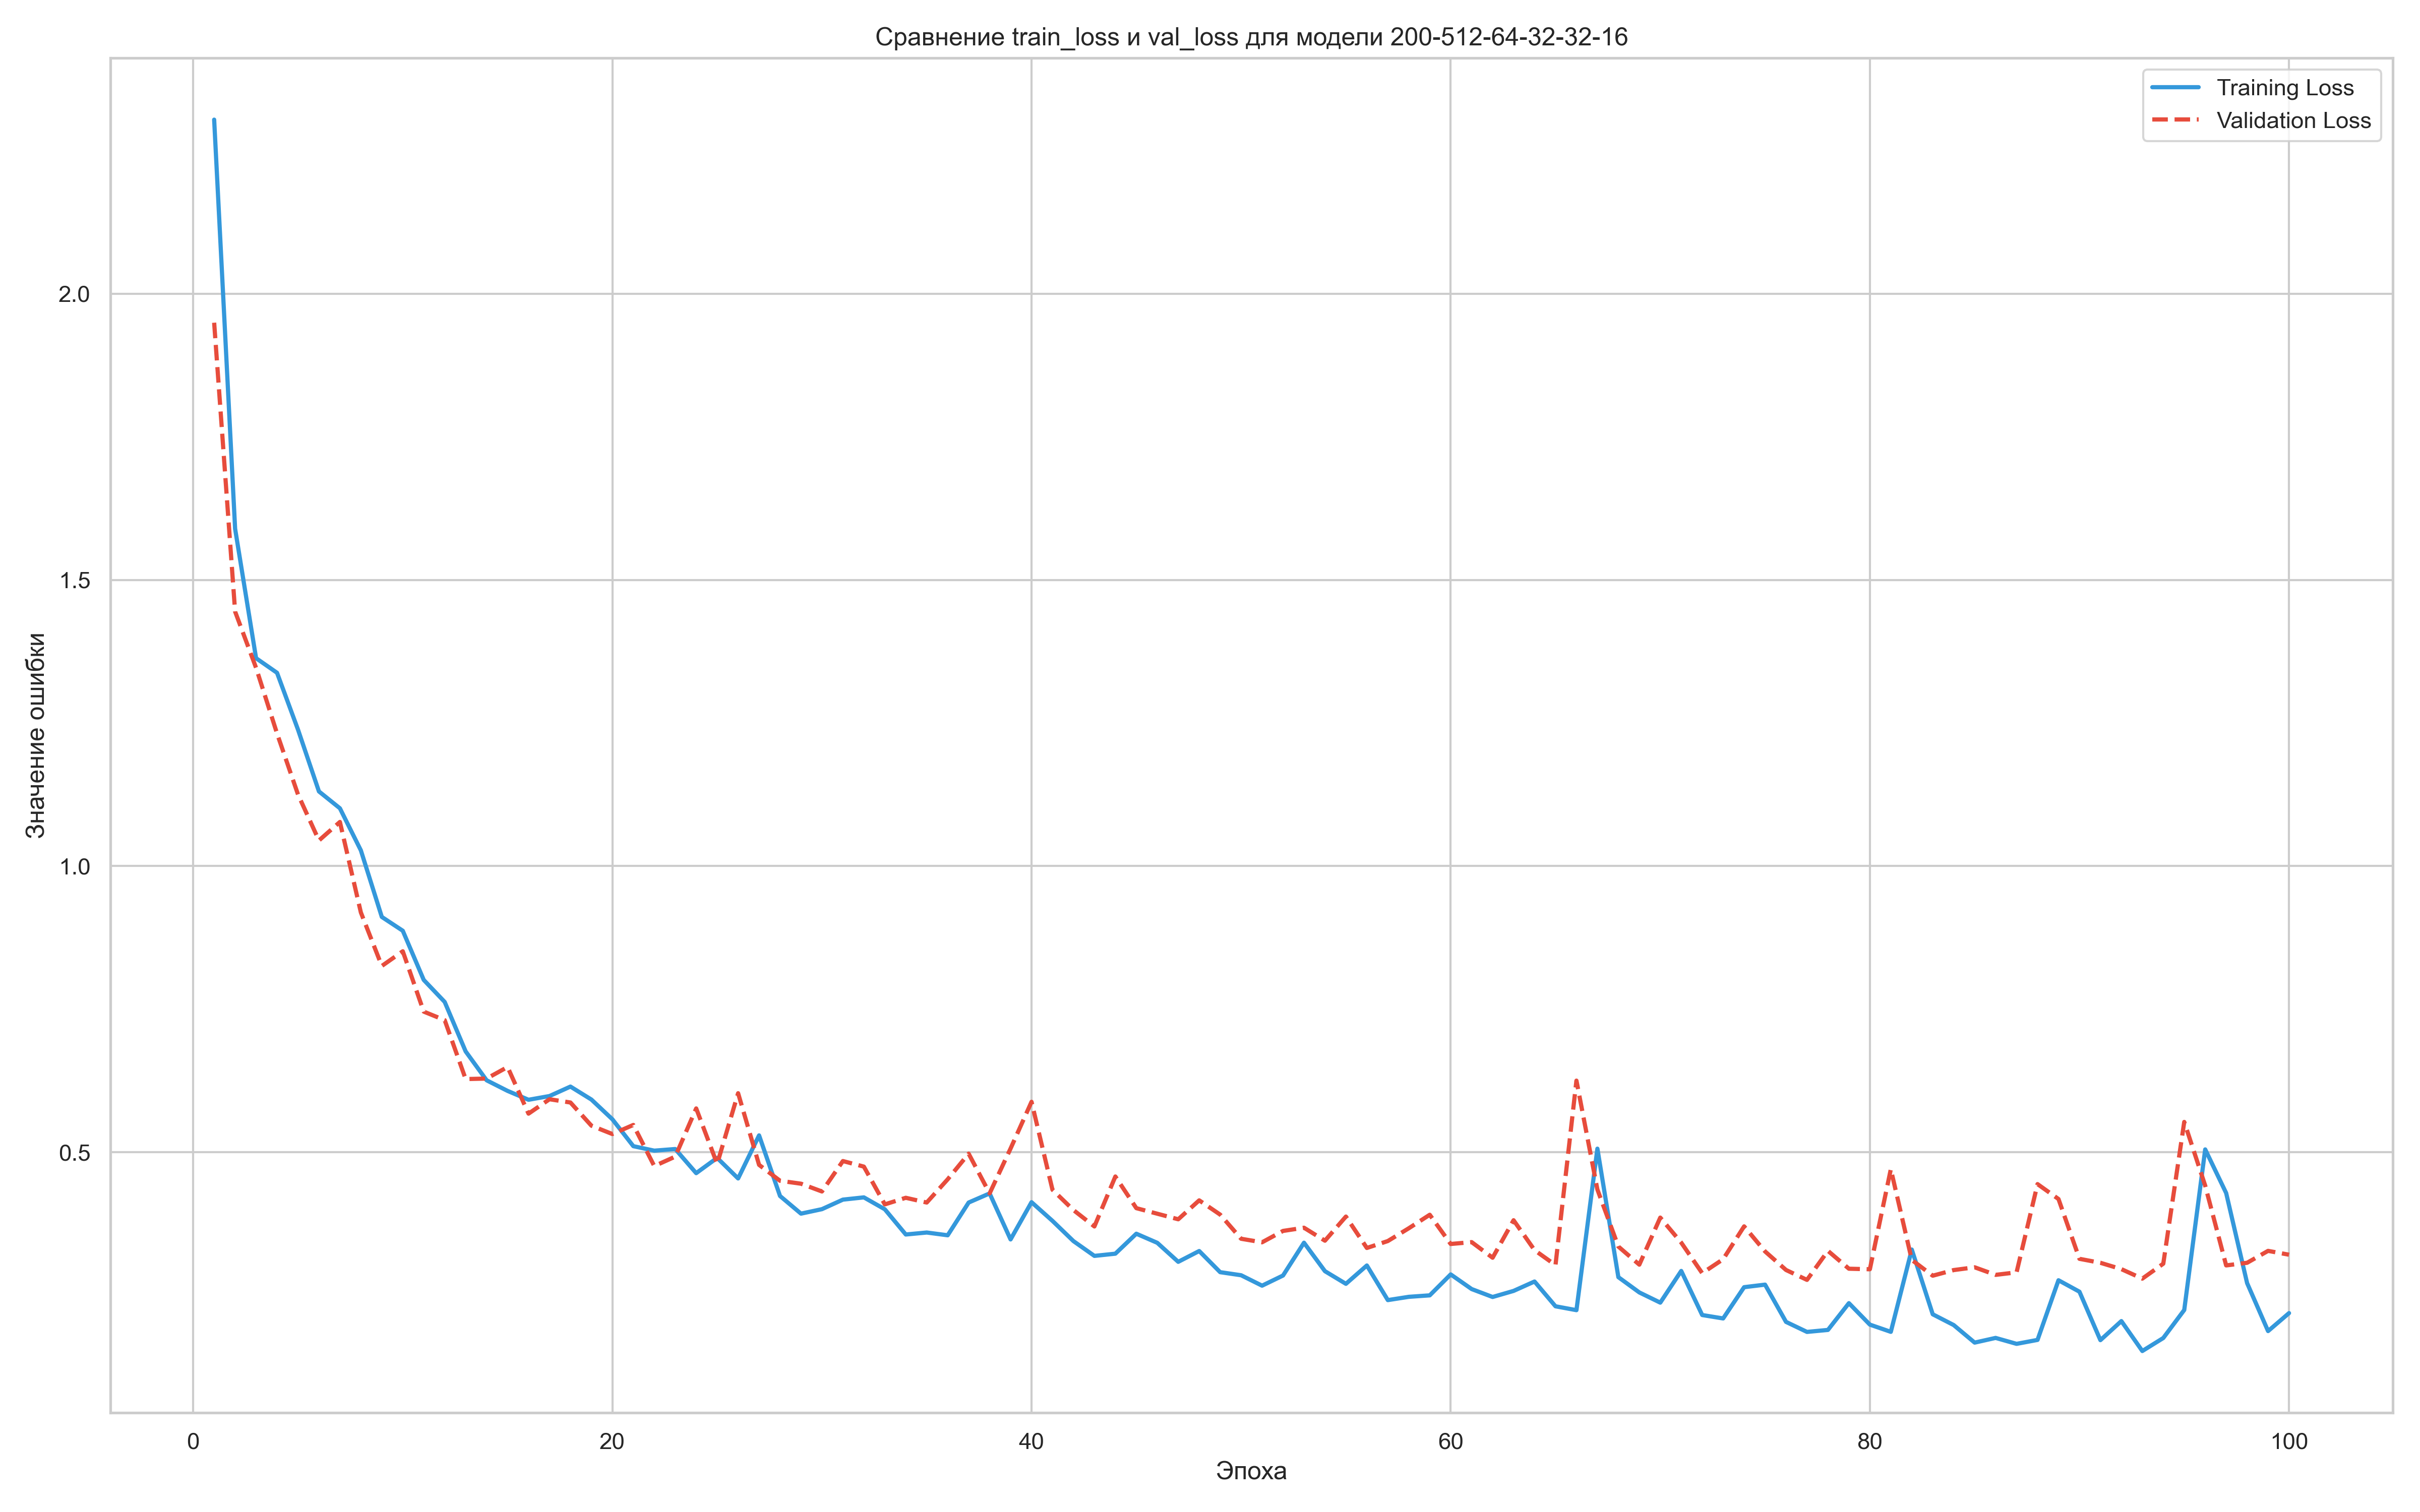 Сравнение train_loss и val_loss для модели 200-512-64-32-32-16
Training Loss
Validation Loss
2.0
1.5
1.0
0.5
Значение ошибки
0
20
40
60
80
100
Эпоха